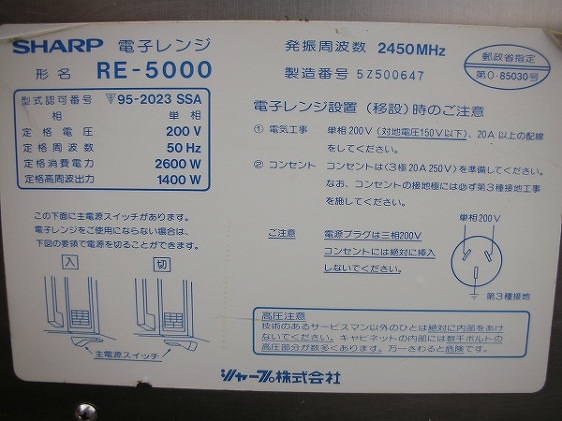 SHARP 電子レンジ
形名 RE-5000
発振周波数 2450MHz
製造番号 5Z500647
郵政省指定
第O-85030号
型式認可番号 95-2023 SSA
相 単相
定格電圧 200 V
定格周波数 50 Hz
定格消費電力 2600 W
定格高周波出力 1400 W
この下面に主電源スイッチがあります。
電子レンジをご使用にならない場合は、
下図の要領で電源を切ることができます。
入 切
主電源スイッチ
電子レンジ設置（移設）時のご注意
① 電気工事 単相200V（対地電圧150V以下）、20A以上の配線
をしてください。
② コンセント コンセントは〈3極20A 250V〉を準備してください。
なお、コンセントの接地極には必ず第3種接地工事
を施してください。
ご注意 電源プラグは三相200V
コンセントには絶対に挿入
しないでください。
単相200V
第3種接地
高圧注意
技術のあるサービスマン以外のひとは絶対に内部をあけ
ないでください。キャビネットの内部には数千ボルトの
高圧部分が数多くあります。万一さわると危険です。
シャープ株式会社